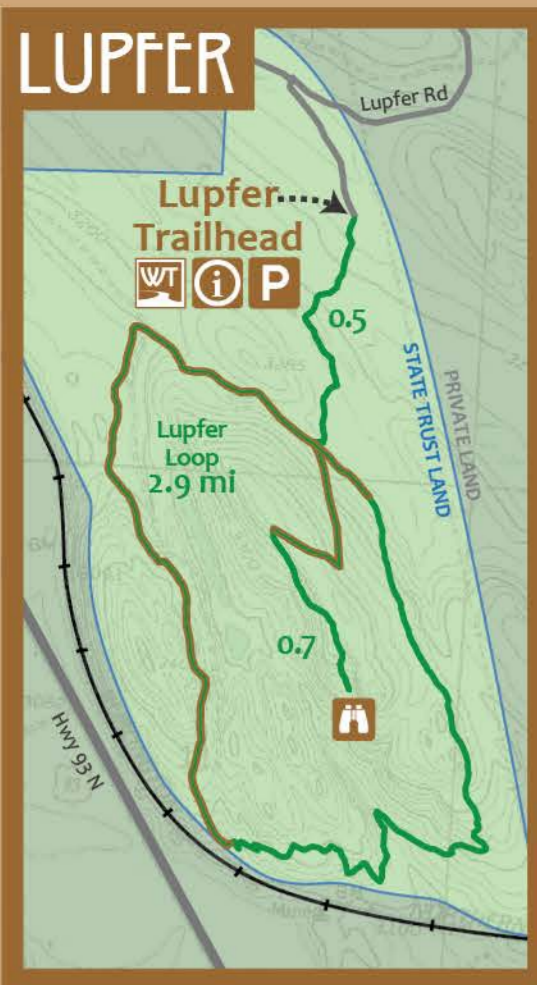 LUPFER
Lupfer Rd
Lupfer
Trailhead
WT
i
P
0.5
STATE TRUST LAND
PRIVATE LAND
Lupfer
Loop
2.9 mi
0.7
Hwy 93 N